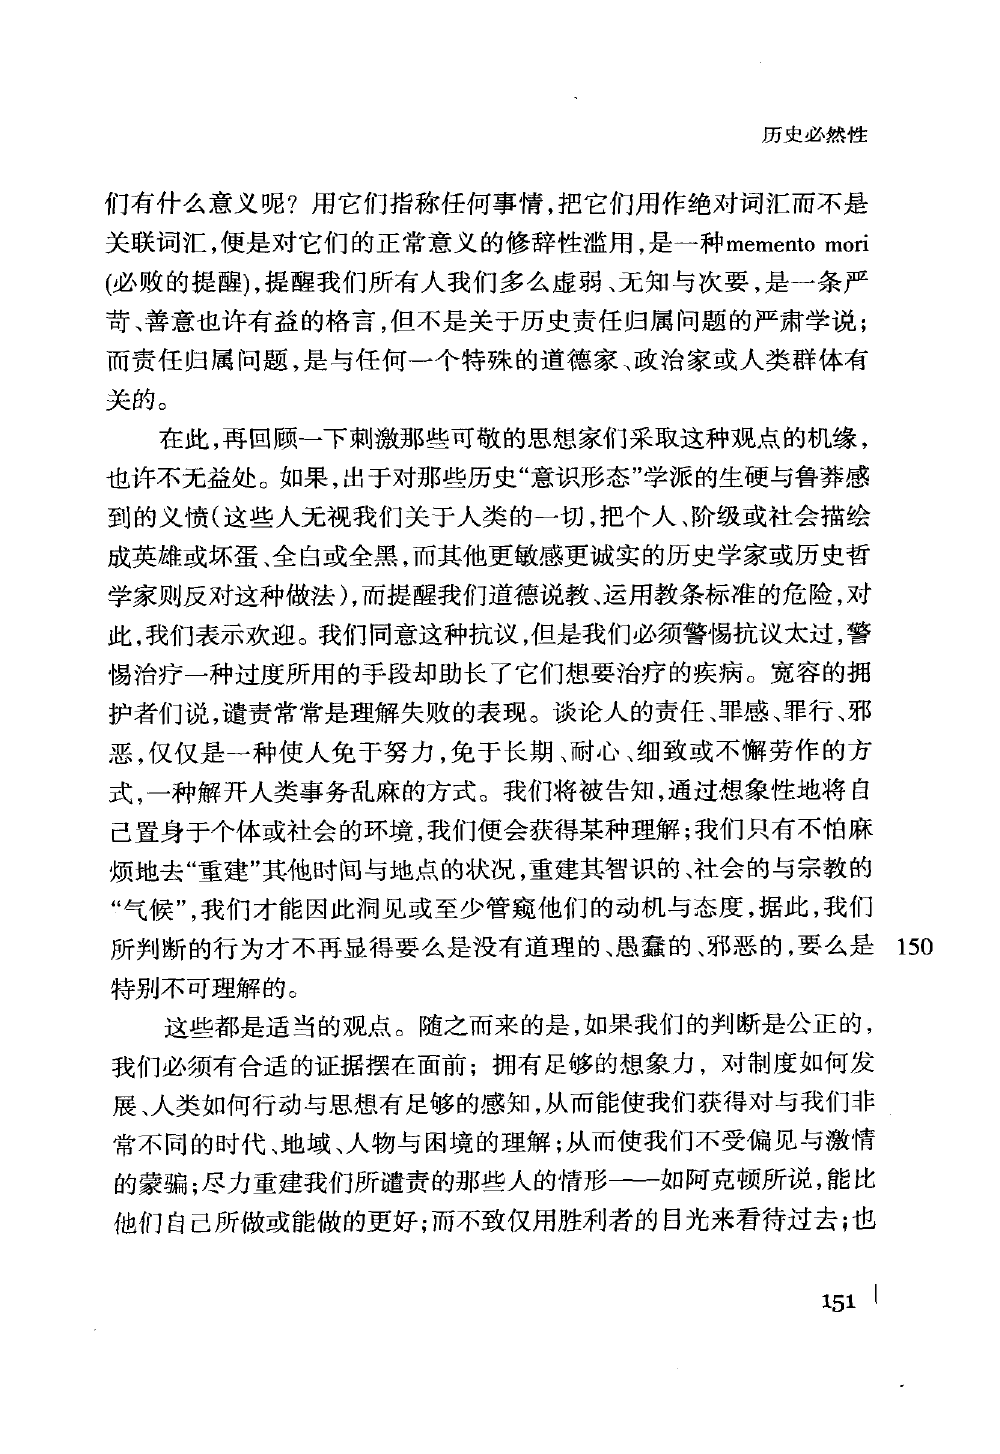 历史必然性
们有什么意义呢？用它们指称任何事情，把它们用作绝对词汇而不是
关联词汇，便是对它们的正常意义的修辞性滥用，是一种memento mori
(必败的提醒)，提醒我们所有人我们多么虚弱、无知与次要，是一条严
苛、善意也许有益的格言，但不是关于历史责任归属问题的严肃学说；
而责任归属问题，是与任何一个特殊的道德家、政治家或人类群体有
关的。
在此，再回顾一下刺激那些可敬的思想家们采取这种观点的机缘，
也许不无益处。如果，出于对那些历史“意识形态”学派的生硬与鲁莽感
到的义愤（这些人无视我们关于人类的一切，把个人、阶级或社会描绘
成英雄或坏蛋、全白或全黑，而其他更敏感更诚实的历史学家或历史哲
学家则反对这种做法），而提醒我们道德说教、运用教条标准的危险，对
此，我们表示欢迎。我们同意这种抗议，但是我们必须警惕抗议太过，警
惕治疗一种过度所用的手段却助长了它们想要治疗的疾病。宽容的拥
护者们说，谴责常常是理解失败的表现。谈论人的责任、罪感、罪行、邪
恶，仅仅是一种使人免于努力，免于长期、耐心、细致或不懈劳作的方
式，一种解开人类事务乱麻的方式。我们将被告知，通过想象性地将自
己置身于个体或社会的环境，我们便会获得某种理解；我们只有不怕麻
烦地去“重建”其他时间与地点的状况，重建其智识的、社会的与宗教的
“气候”，我们才能因此洞见或至少管窥他们的动机与态度，据此，我们
所判断的行为才不再显得要么是没有道理的、愚蠢的、邪恶的，要么是 150
特别不可理解的。
这些都是适当的观点。随之而来的是，如果我们的判断是公正的，
我们必须有合适的证据摆在面前；拥有足够的想象力，对制度如何发
展、人类如何行动与思想有足够的感知，从而能使我们获得对与我们非
常不同的时代、地域、人物与困境的理解；从而使我们不受偏见与激情
的蒙骗；尽力重建我们所谴责的那些人的情形——如阿克顿所说，能比
他们自己所做或能做的更好；而不致仅用胜利者的目光来看待过去；也
151